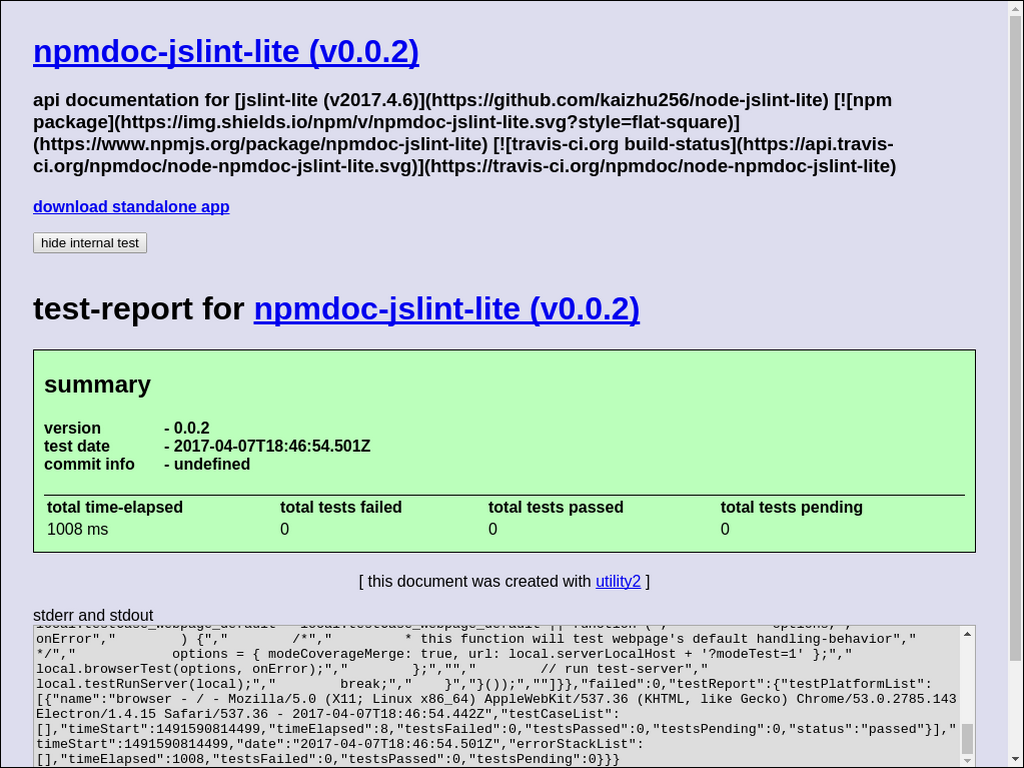 npmdoc-jslint-lite (v0.0.2)
api documentation for [jslint-lite (v2017.4.6)](https://github.com/kaizhu256/node-jslint-lite) [![npm
package](https://img.shields.io/npm/v/npmdoc-jslint-lite.svg?style=flat-square)]
(https://www.npmjs.org/package/npmdoc-jslint-lite) [![travis-ci.org build-status](https://api.travis-
ci.org/npmdoc/node-npmdoc-jslint-lite.svg)](https://travis-ci.org/npmdoc/node-npmdoc-jslint-lite)
download standalone app
hide internal test
test-report for npmdoc-jslint-lite (v0.0.2)
summary
version - 0.0.2
test date - 2017-04-07T18:46:54.501Z
commit info - undefined
total time-elapsed total tests failed total tests passed total tests pending
1008 ms 0 0 0
[ this document was created with utility2 ]
stderr and stdout
onError"," ) {"," /*"," * this function will test webpage's default handling-behavior","
*/"," options = { modeCoverageMerge: true, url: local.serverLocalHost + '?modeTest=1' };","
local.browserTest(options, onError);"," };",""," // run test-server","
local.testRunServer(local);"," break;"," }","}());",""]}},"failed":0,"testReport":{"testPlatformList":
[{"name":"browser - / - Mozilla/5.0 (X11; Linux x86_64) AppleWebKit/537.36 (KHTML, like Gecko) Chrome/53.0.2785.143
Electron/1.4.15 Safari/537.36 - 2017-04-07T18:46:54.442Z","testCaseList":
[],"timeStart":1491590814499,"timeElapsed":8,"testsFailed":0,"testsPassed":0,"testsPending":0,"status":"passed"}],"
timeStart":1491590814499,"date":"2017-04-07T18:46:54.501Z","errorStackList":
[],"timeElapsed":1008,"testsFailed":0,"testsPassed":0,"testsPending":0}}}